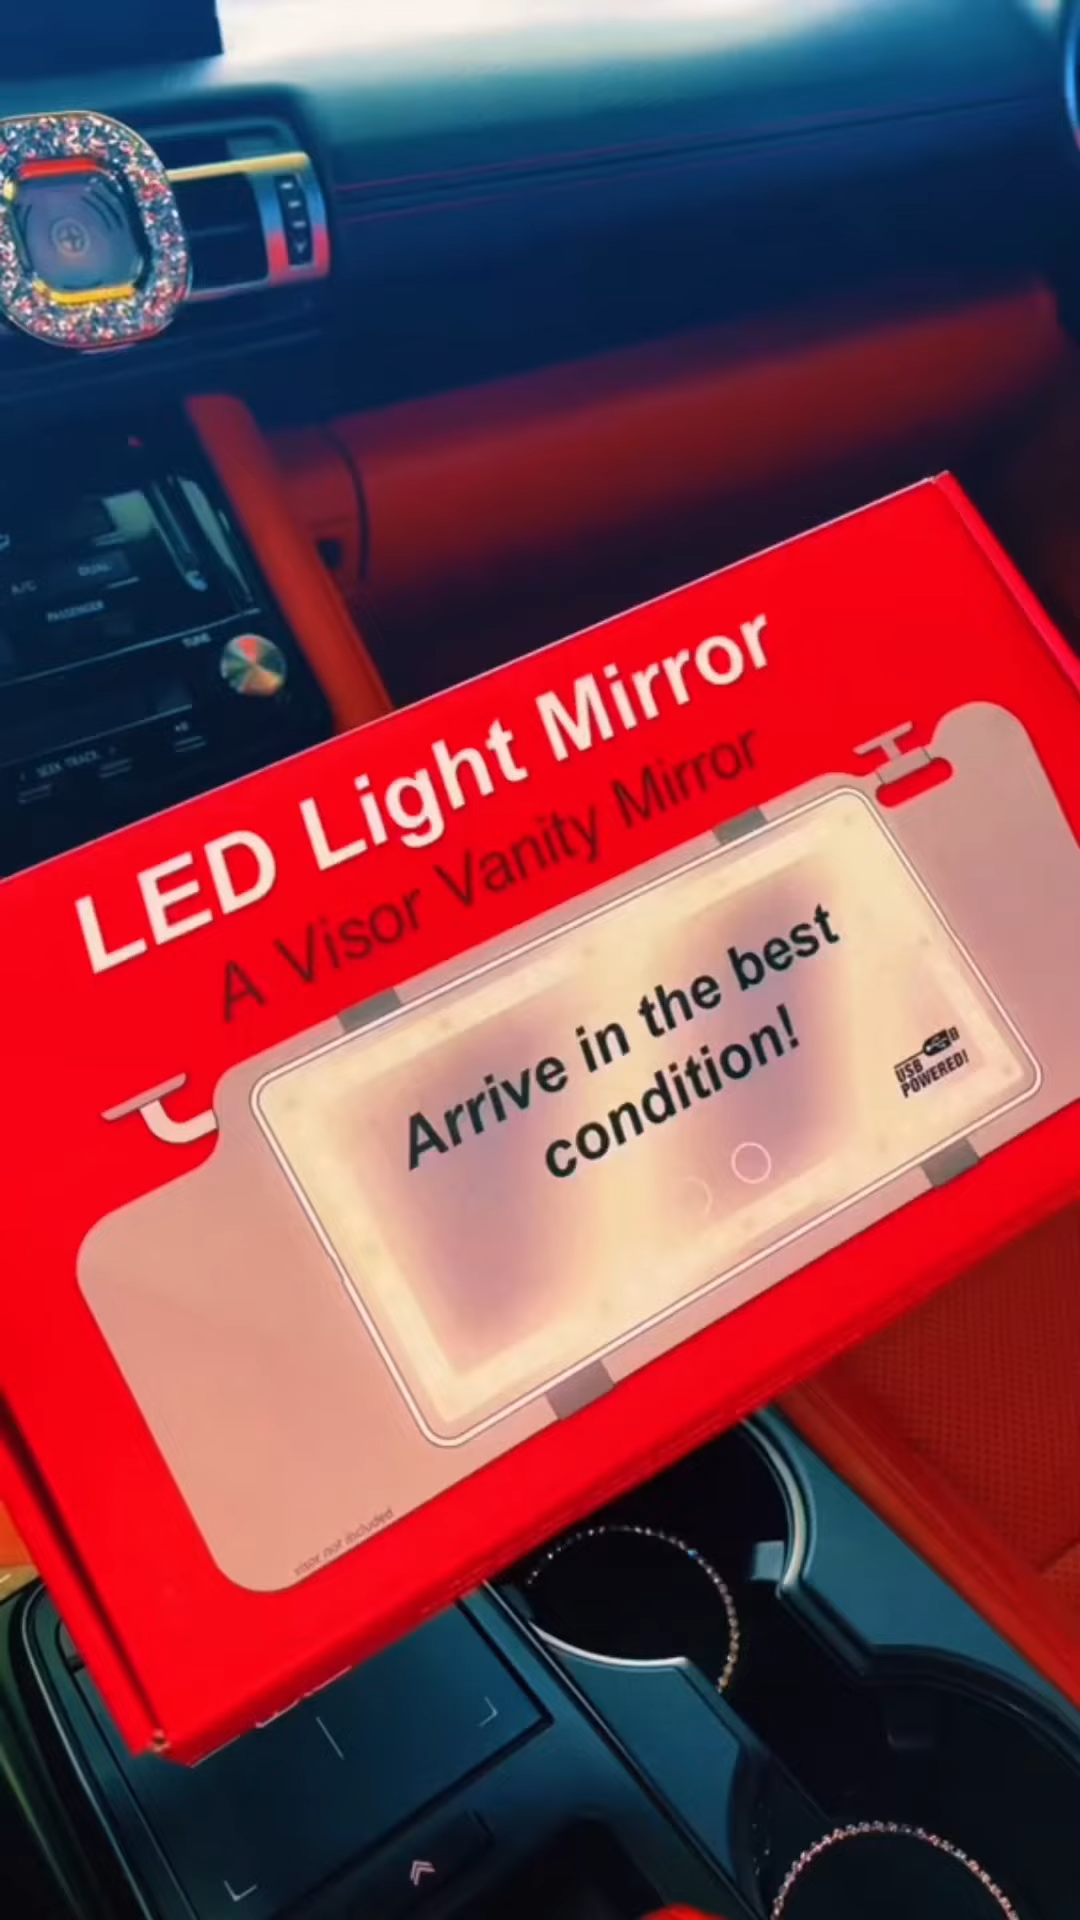 A/C
DUAL
PASSENGER
TUNE
SEEK TRACK
LED Light Mirror
A Visor Vanity Mirror
Arrive in the best
condition!
USB
POWERED!
visor not included